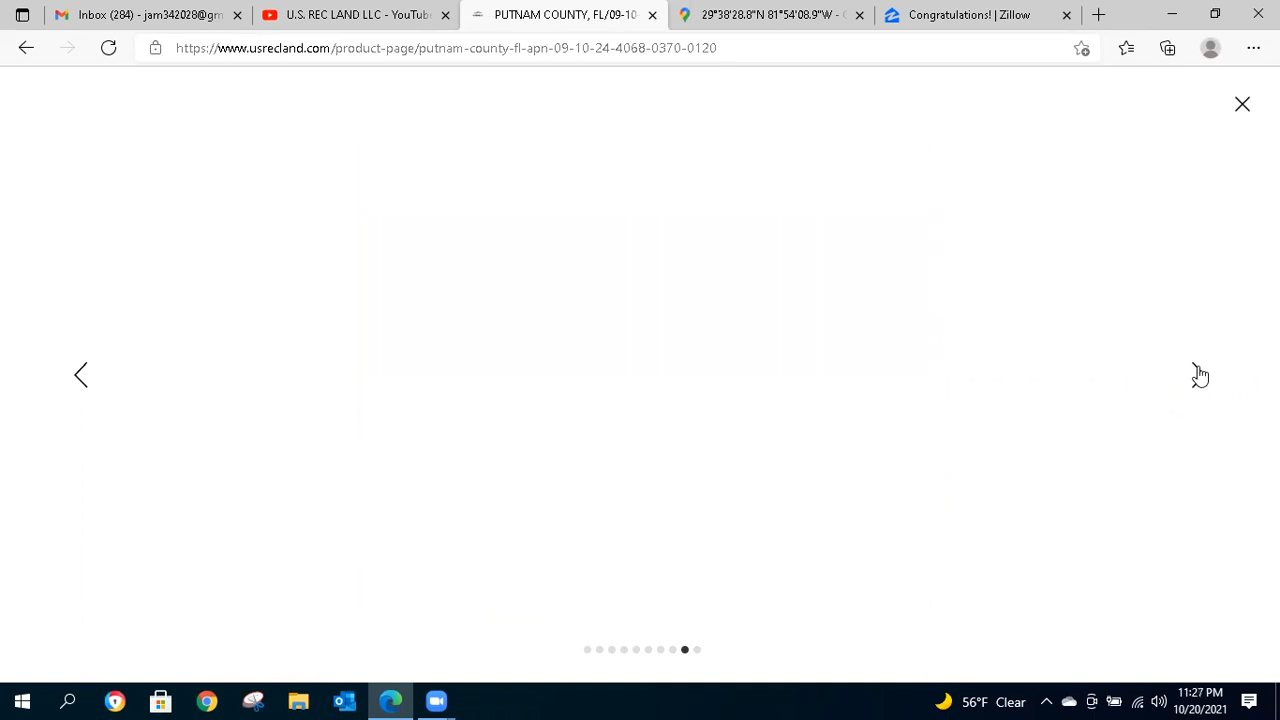 Inbox (284) - jam342028@gm
U.S. REC LAND LLC - YouTube
PUTNAM COUNTY, FL/09-10-
29°38'28.8"N 81°54'08.9"W - G
Congratulations! | Zillow
https://www.usrecland.com/product-page/putnam-county-fl-apn-09-10-24-4068-0370-0120
56°F Clear
11:27 PM
10/20/2021